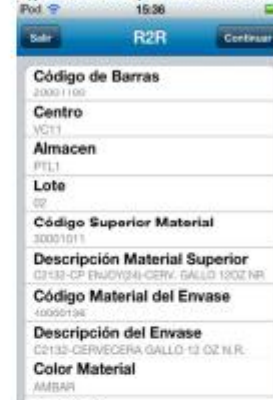 iPod 15:36
Salir R2R Continuar
Código de Barras
20001100
Centro
VC11
Almacen
PTL1
Lote
02
Código Superior Material
30001011
Descripción Material Superior
C2132-CP ENJOY(24)-CERV. GALLO 12OZ NR
Código Material del Envase
Descripción del Envase
C2132-CERVECERA GALLO 12 OZ N.R.
Color Material
AMBAR